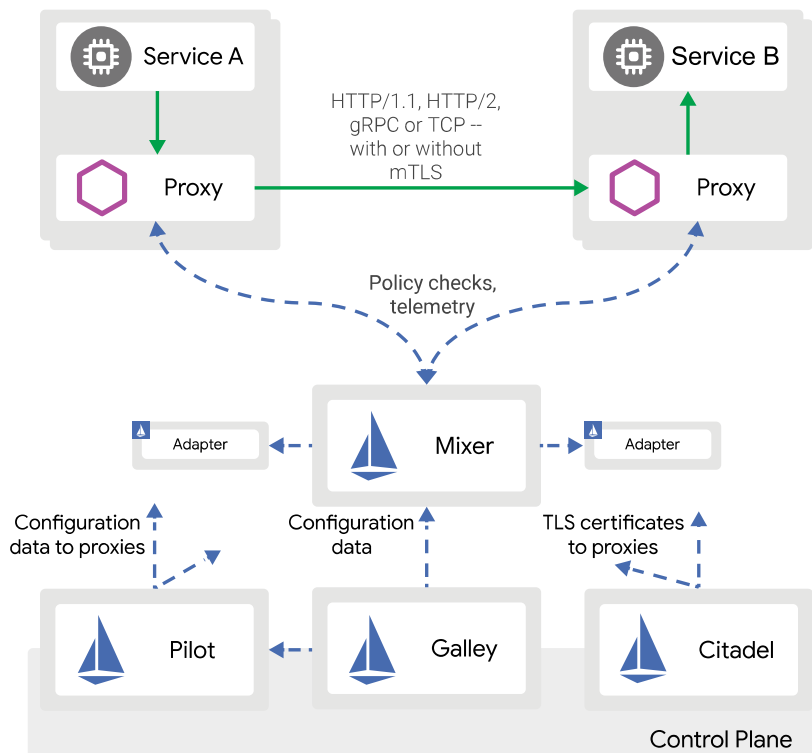 Service A
Service B
HTTP/1.1, HTTP/2,
gRPC or TCP --
with or without
mTLS
Proxy
Proxy
Policy checks,
telemetry
Adapter
Mixer
Adapter
Configuration
data to proxies
Configuration
data
TLS certificates
to proxies
Pilot
Galley
Citadel
Control Plane